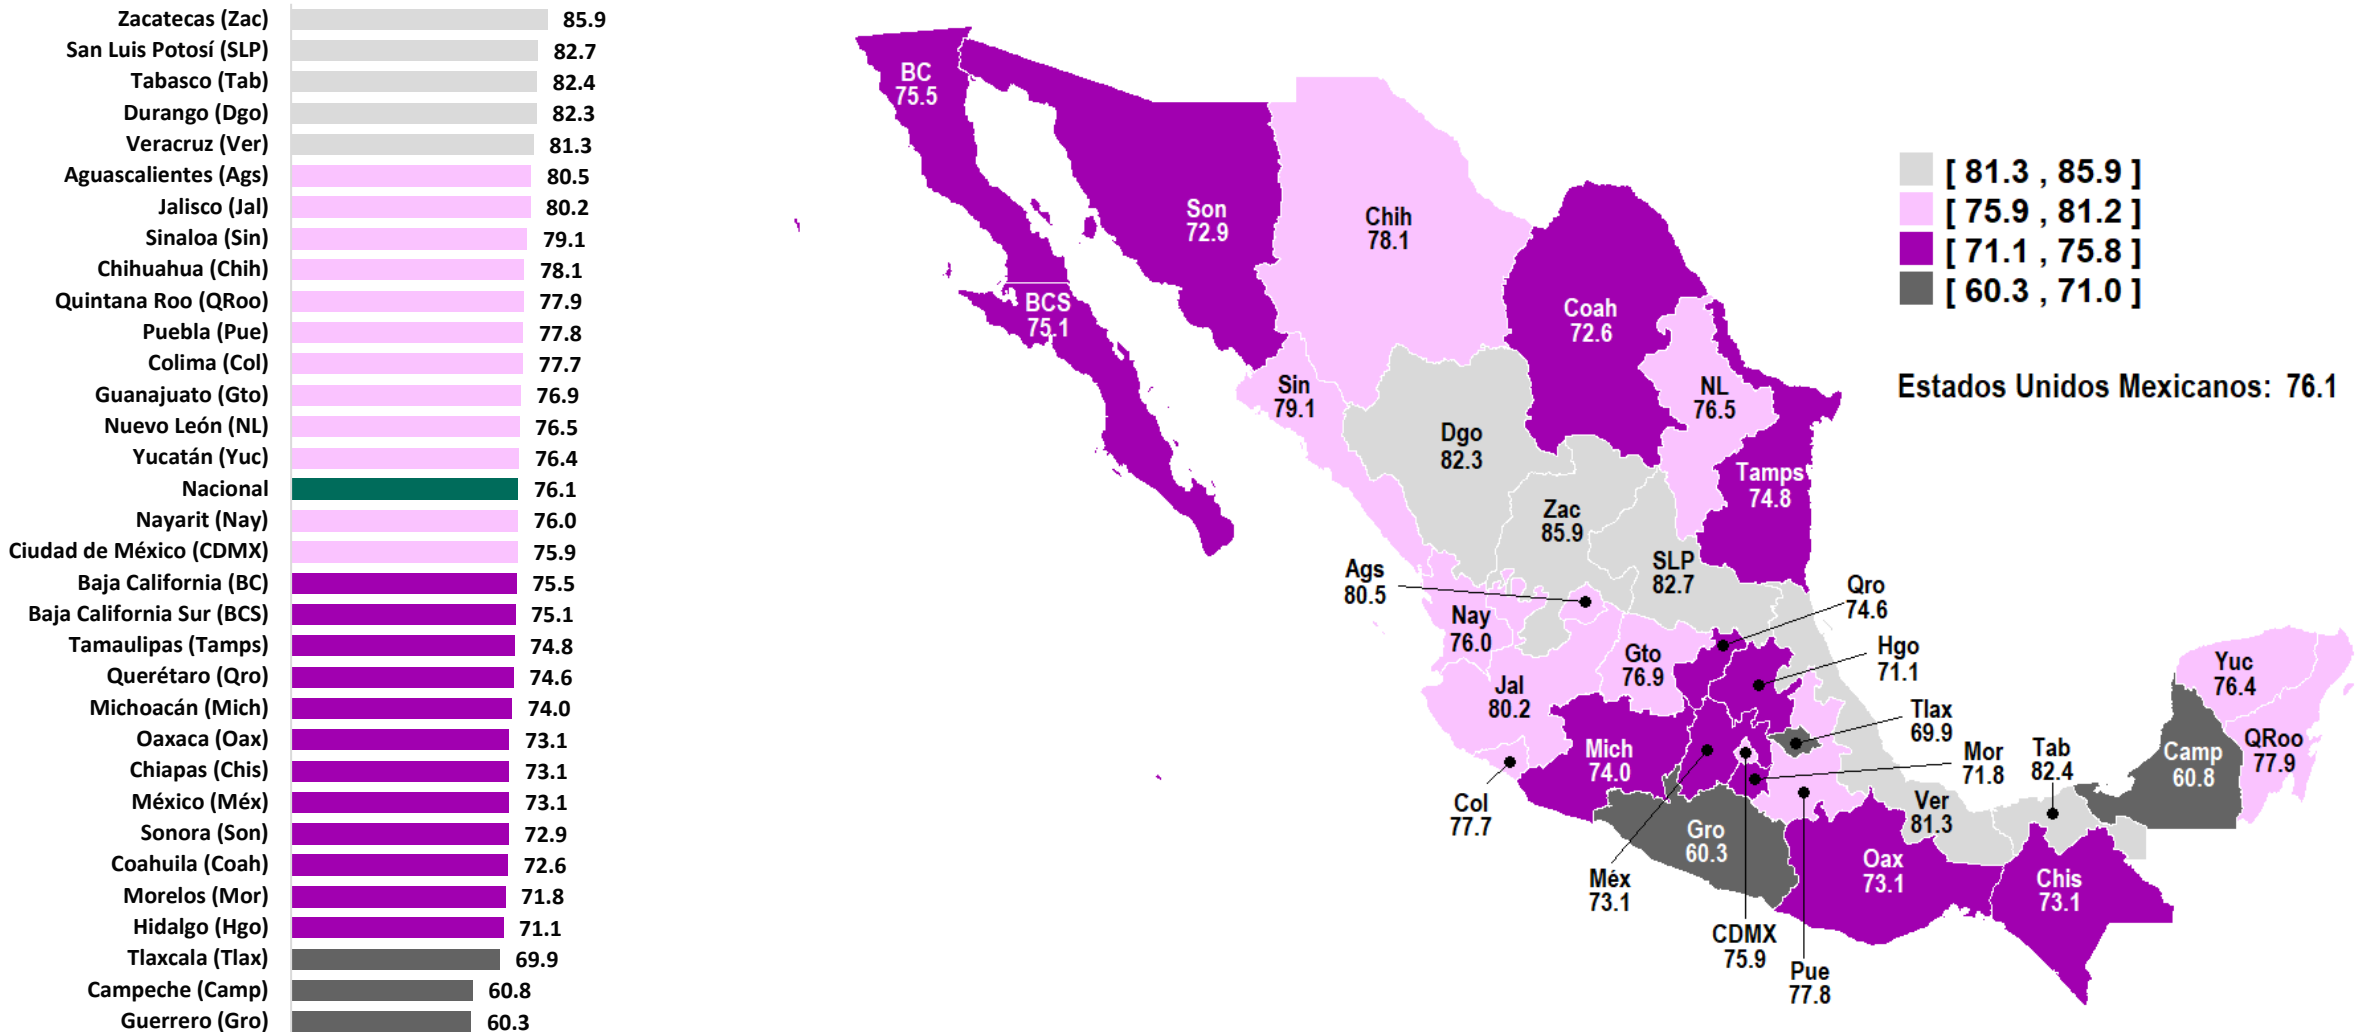 Zacatecas (Zac) 85.9
San Luis Potosí (SLP) 82.7
Tabasco (Tab) 82.4
Durango (Dgo) 82.3
Veracruz (Ver) 81.3
Aguascalientes (Ags) 80.5
Jalisco (Jal) 80.2
Sinaloa (Sin) 79.1
Chihuahua (Chih) 78.1
Quintana Roo (QRoo) 77.9
Puebla (Pue) 77.8
Colima (Col) 77.7
Guanajuato (Gto) 76.9
Nuevo León (NL) 76.5
Yucatán (Yuc) 76.4
Nacional 76.1
Nayarit (Nay) 76.0
Ciudad de México (CDMX) 75.9
Baja California (BC) 75.5
Baja California Sur (BCS) 75.1
Tamaulipas (Tamps) 74.8
Querétaro (Qro) 74.6
Michoacán (Mich) 74.0
Oaxaca (Oax) 73.1
Chiapas (Chis) 73.1
México (Méx) 73.1
Sonora (Son) 72.9
Coahuila (Coah) 72.6
Morelos (Mor) 71.8
Hidalgo (Hgo) 71.1
Tlaxcala (Tlax) 69.9
Campeche (Camp) 60.8
Guerrero (Gro) 60.3
BC
75.5
Son
72.9
Chih
78.1
BCS
75.1
Coah
72.6
Sin
79.1
NL
76.5
Dgo
82.3
Tamps
74.8
Zac
85.9
SLP
82.7
Ags
80.5
Qro
74.6
Nay
76.0
Gto
76.9
Hgo
71.1
Jal
80.2
Tlax
69.9
Mich
74.0
Mor
71.8
Tab
82.4
Yuc
76.4
QRoo
77.9
Camp
60.8
Col
77.7
Ver
81.3
Gro
60.3
Oax
73.1
Méx
73.1
Chis
73.1
CDMX
75.9
Pue
77.8
[ 81.3 , 85.9 ]
[ 75.9 , 81.2 ]
[ 71.1 , 75.8 ]
[ 60.3 , 71.0 ]
Estados Unidos Mexicanos: 76.1